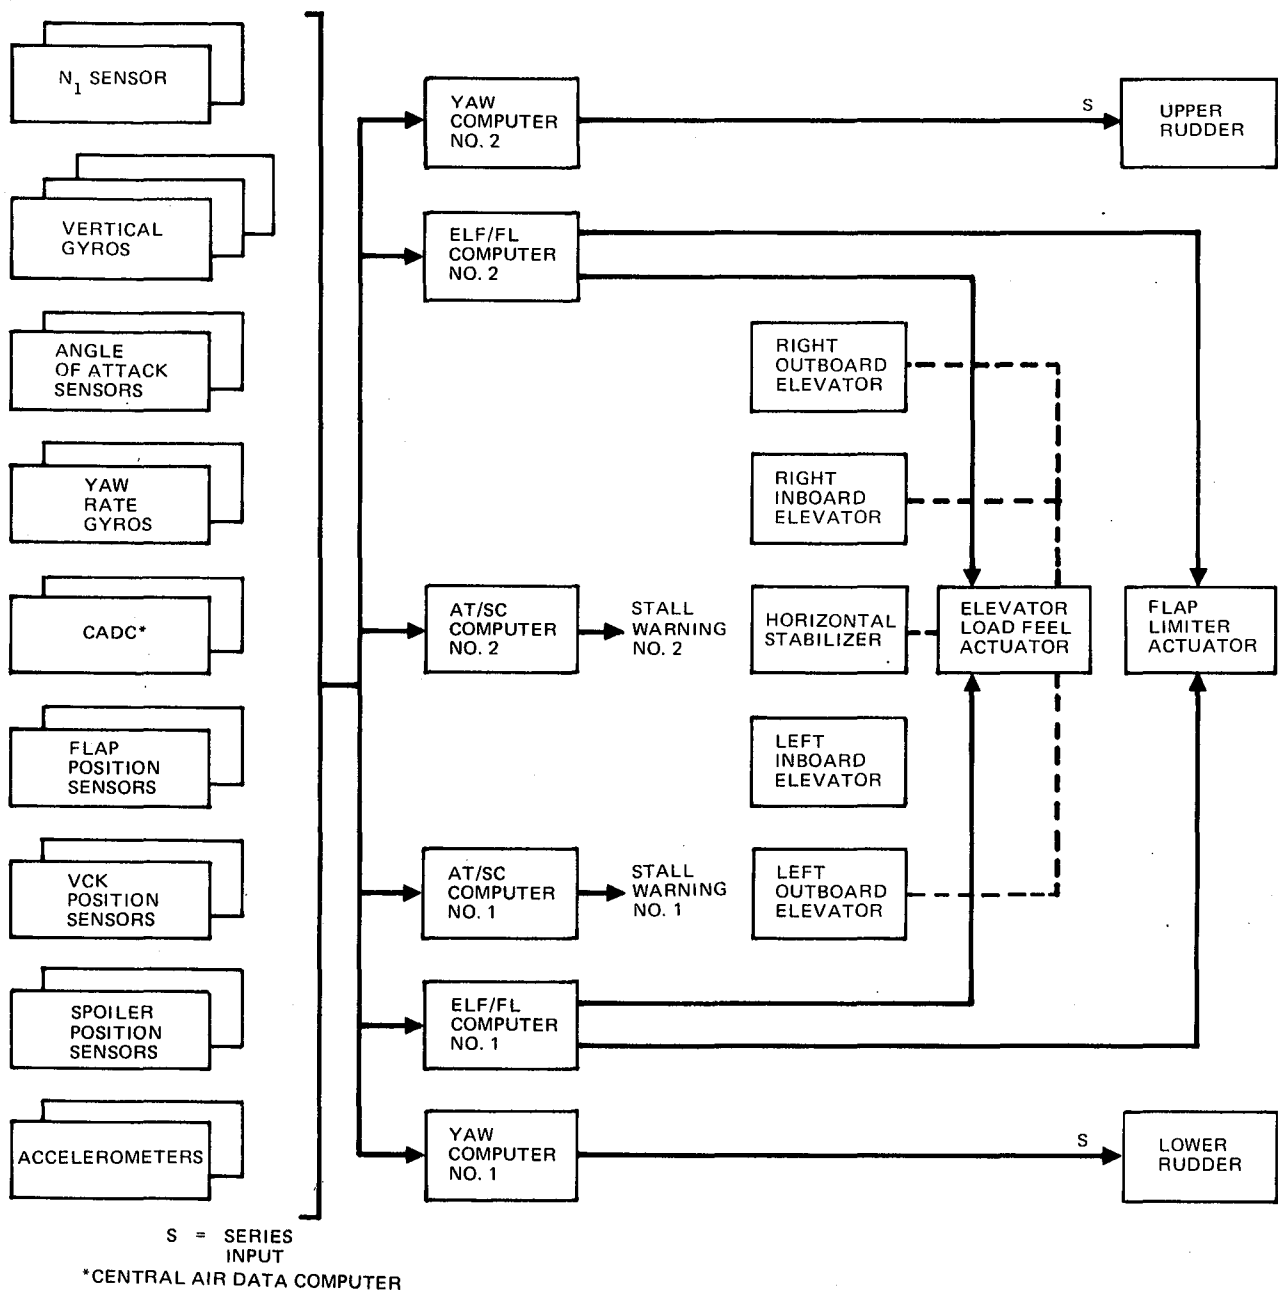 N1 SENSOR
VERTICAL
GYROS
ANGLE
OF ATTACK
SENSORS
YAW
RATE
GYROS
CADC*
FLAP
POSITION
SENSORS
VCK
POSITION
SENSORS
SPOILER
POSITION
SENSORS
ACCELEROMETERS
YAW
COMPUTER
NO. 2
ELF/FL
COMPUTER
NO. 2
AT/SC
COMPUTER
NO. 2
AT/SC
COMPUTER
NO. 1
ELF/FL
COMPUTER
NO. 1
YAW
COMPUTER
NO. 1
STALL
WARNING
NO. 2
STALL
WARNING
NO. 1
RIGHT
OUTBOARD
ELEVATOR
RIGHT
INBOARD
ELEVATOR
HORIZONTAL
STABILIZER
LEFT
INBOARD
ELEVATOR
LEFT
OUTBOARD
ELEVATOR
ELEVATOR
LOAD FEEL
ACTUATOR
S
UPPER
RUDDER
FLAP
LIMITER
ACTUATOR
S
LOWER
RUDDER
S = SERIES
INPUT
*CENTRAL AIR DATA COMPUTER